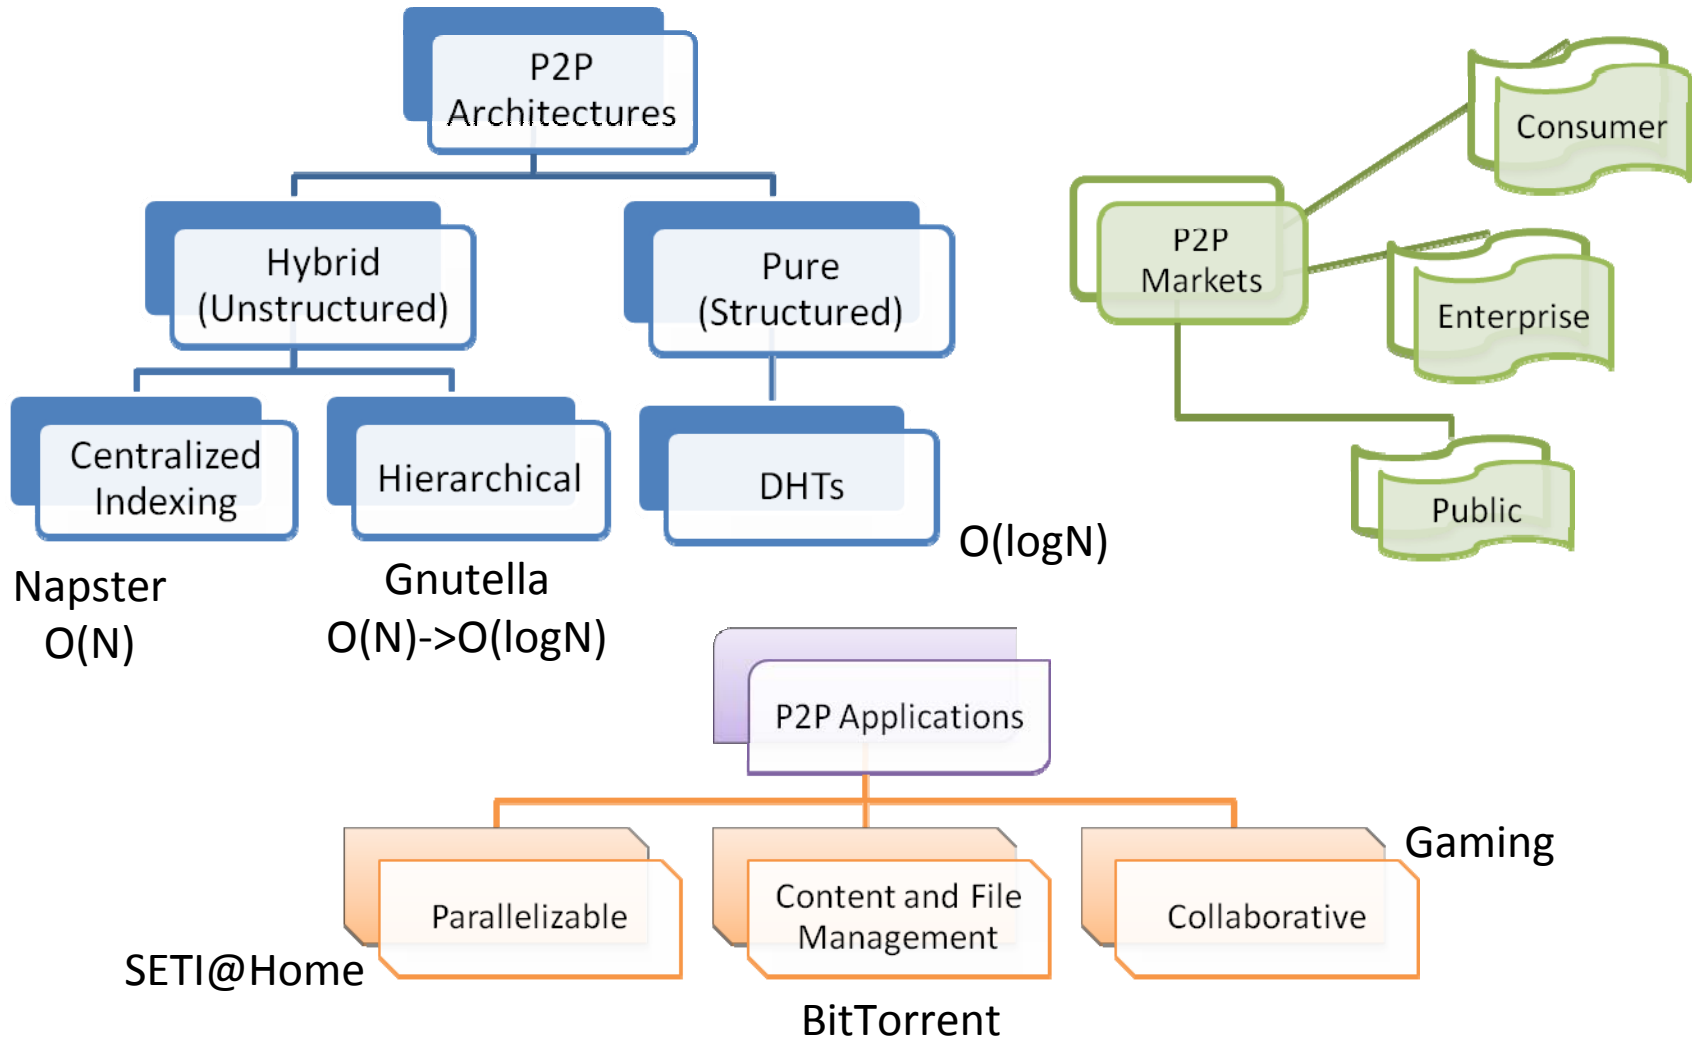 P2P
Architectures
Hybrid
(Unstructured)
Pure
(Structured)
Centralized
Indexing
Hierarchical
DHTs
Napster
O(N)
Gnutella
O(N)->O(logN)
O(logN)
P2P
Markets
Consumer
Enterprise
Public
P2P Applications
Parallelizable
SETI@Home
Content and File
Management
BitTorrent
Collaborative
Gaming